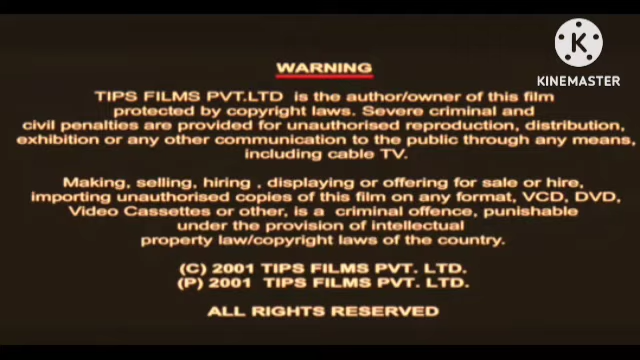 KINEMASTER
WARNING
TIPS FILMS PVT.LTD is the author/owner of this film
protected by copyright laws. Severe criminal and
civil penalties are provided for unauthorised reproduction, distribution,
exhibition or any other communication to the public through any means,
including cable TV.
Making, selling, hiring , displaying or offering for sale or hire,
importing unauthorised copies of this film on any format, VCD, DVD,
Video Cassettes or other, is a criminal offence, punishable
under the provision of intellectual
property law/copyright laws of the country.
(C) 2001 TIPS FILMS PVT. LTD.
(P) 2001 TIPS FILMS PVT. LTD.
ALL RIGHTS RESERVED